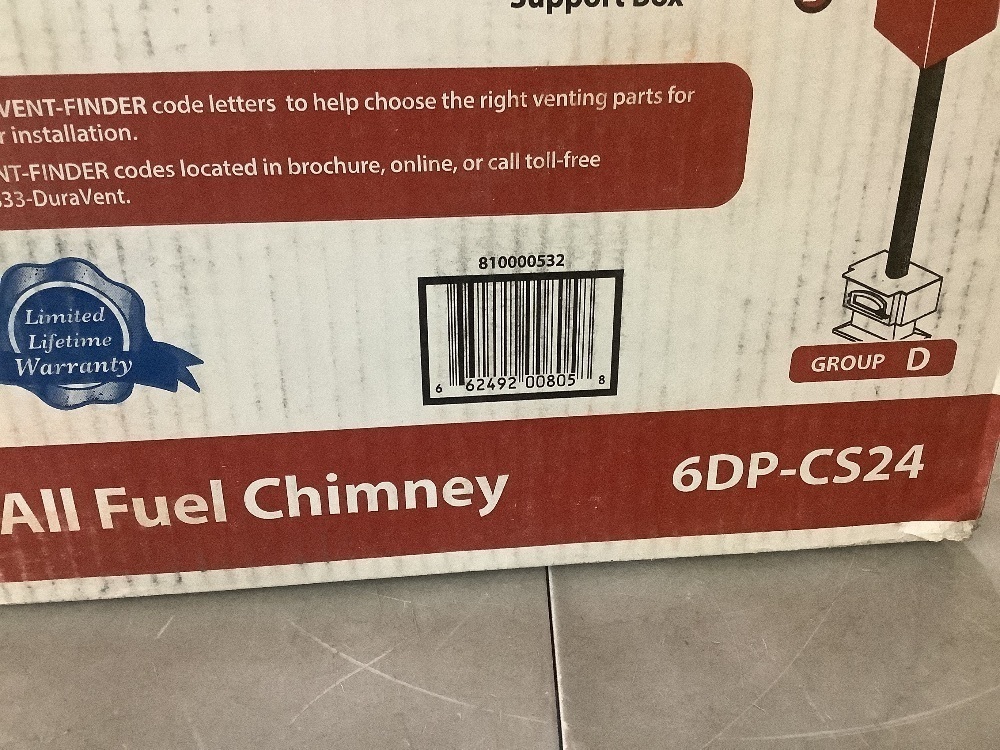 Support Box
VENT-FINDER code letters to help choose the right venting parts for
r installation.
NT-FINDER codes located in brochure, online, or call toll-free
33-DuraVent.
810000532
Limited
Lifetime
Warranty
6 62492 00805 8
GROUP D
All Fuel Chimney
6DP-CS24